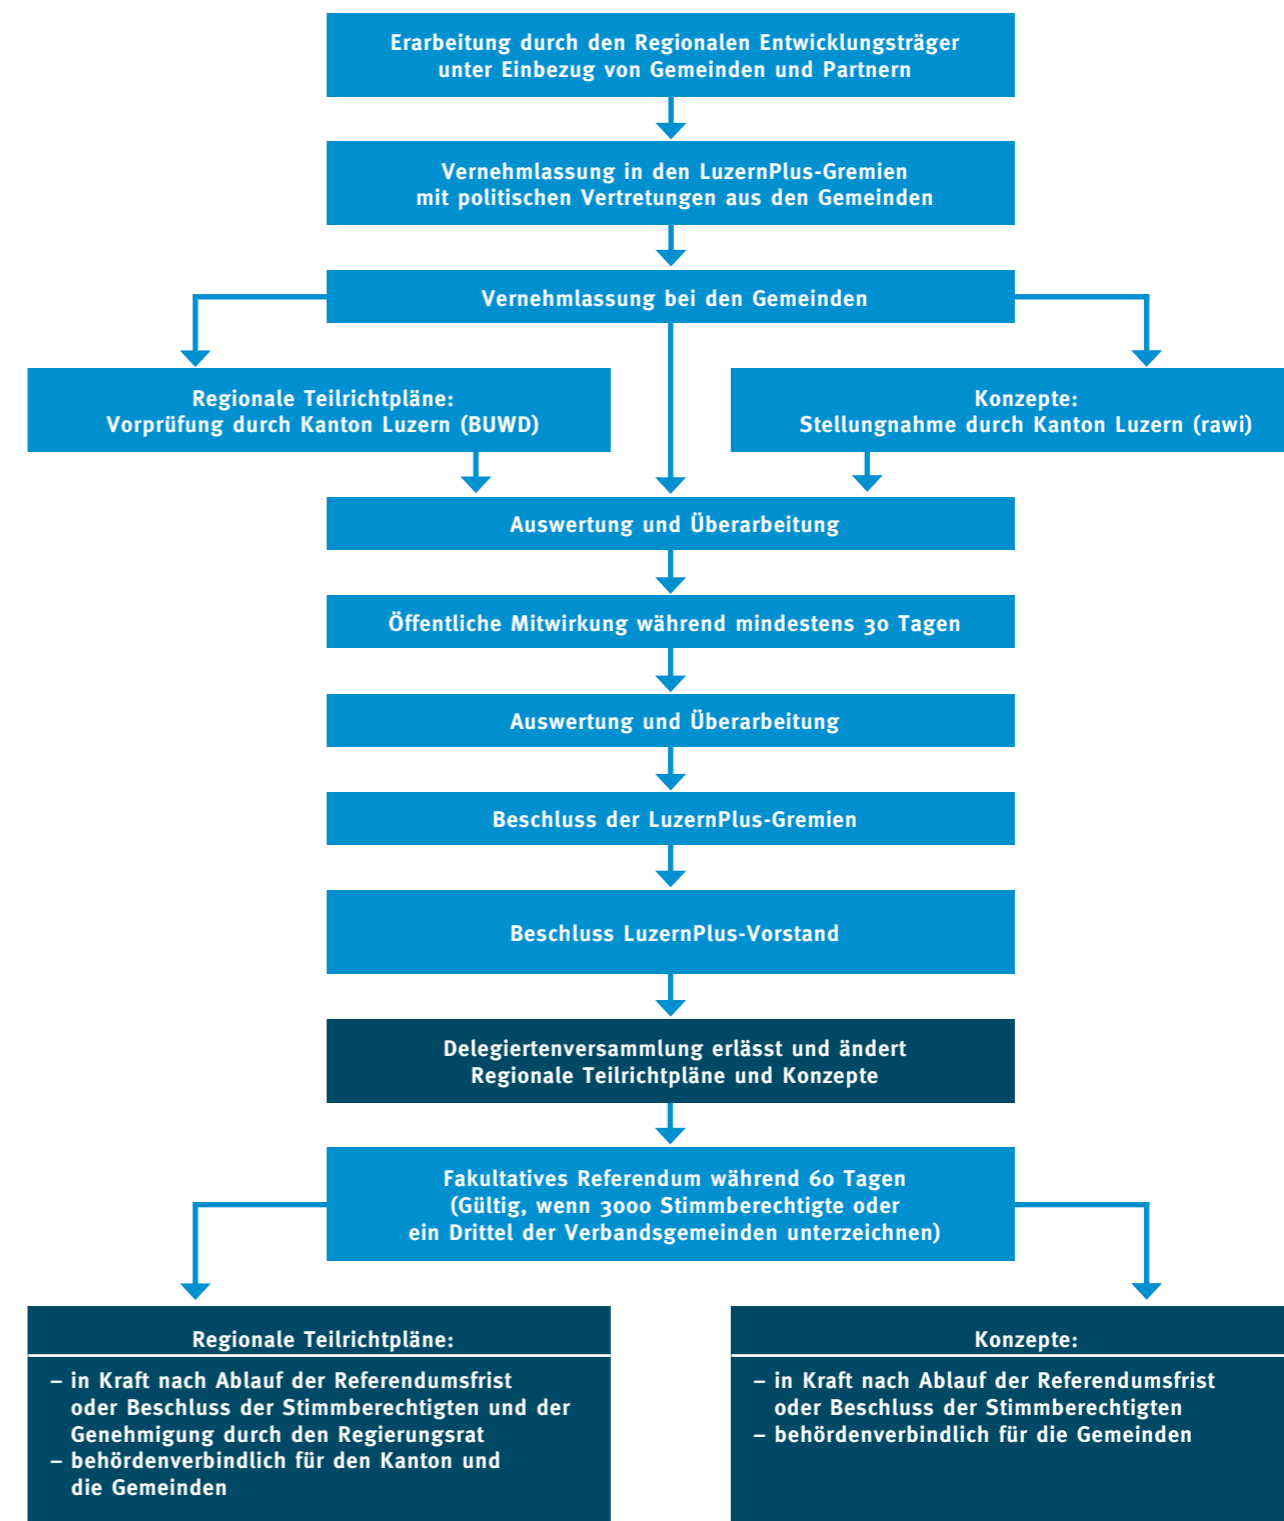 Erarbeitung durch den Regionalen Entwicklungsträger
unter Einbezug von Gemeinden und Partnern
Vernehmlassung in den LuzernPlus-Gremien
mit politischen Vertretungen aus den Gemeinden
Vernehmlassung bei den Gemeinden
Regionale Teilrichtpläne:
Vorprüfung durch Kanton Luzern (BUWD)
Konzepte:
Stellungnahme durch Kanton Luzern (rawi)
Auswertung und Überarbeitung
Öffentliche Mitwirkung während mindestens 30 Tagen
Auswertung und Überarbeitung
Beschluss der LuzernPlus-Gremien
Beschluss LuzernPlus-Vorstand
Delegiertenversammlung erlässt und ändert
Regionale Teilrichtpläne und Konzepte
Fakultatives Referendum während 60 Tagen
(Gültig, wenn 3000 Stimmberechtigte oder
ein Drittel der Verbandsgemeinden unterzeichnen)
Regionale Teilrichtpläne:
– in Kraft nach Ablauf der Referendumsfrist
oder Beschluss der Stimmberechtigten und der
Genehmigung durch den Regierungsrat
– behördenverbindlich für den Kanton und
die Gemeinden
Konzepte:
– in Kraft nach Ablauf der Referendumsfrist
oder Beschluss der Stimmberechtigten
– behördenverbindlich für die Gemeinden